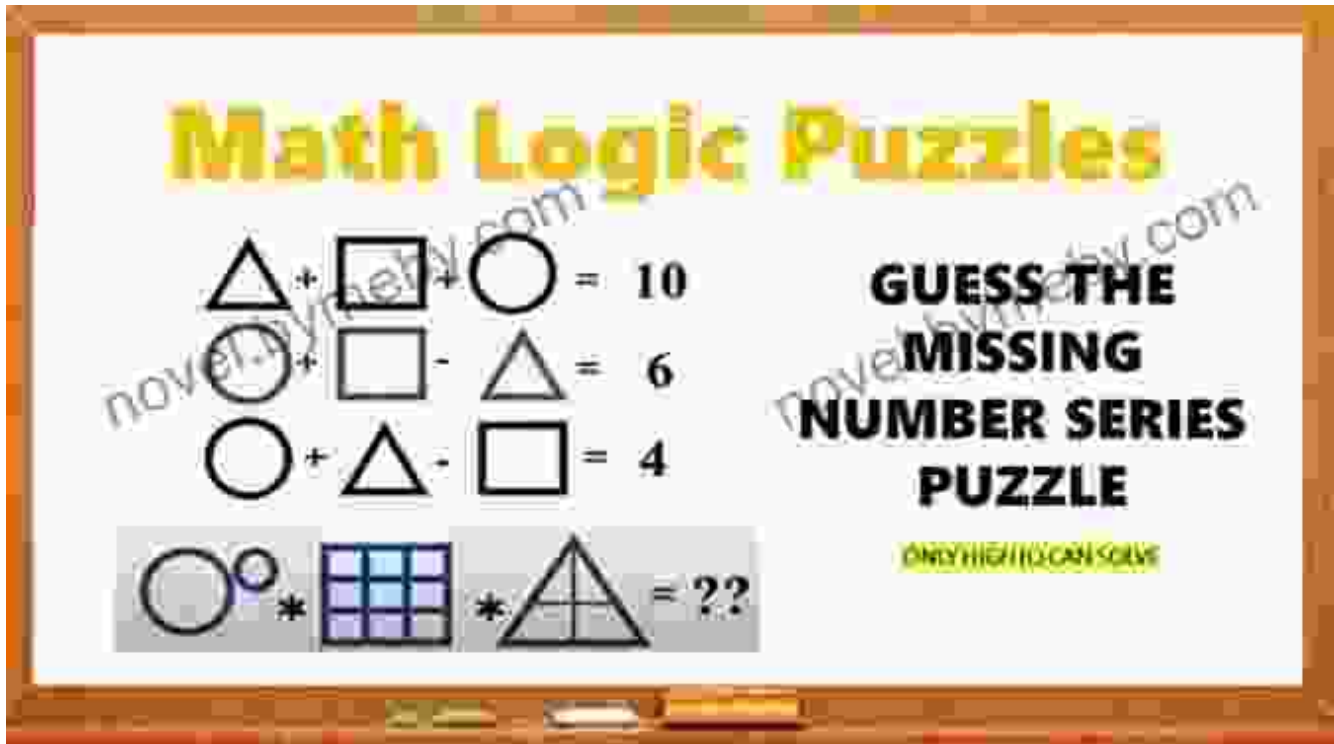 Math Logic Puzzles
+ + = 10
+ - = 6
+ - = 4
* * = ??
GUESS THE
MISSING
NUMBER SERIES
PUZZLE
ONLY HIGH IQ CAN SOLVE
novel.bymeby.com
novel.bymeby.com